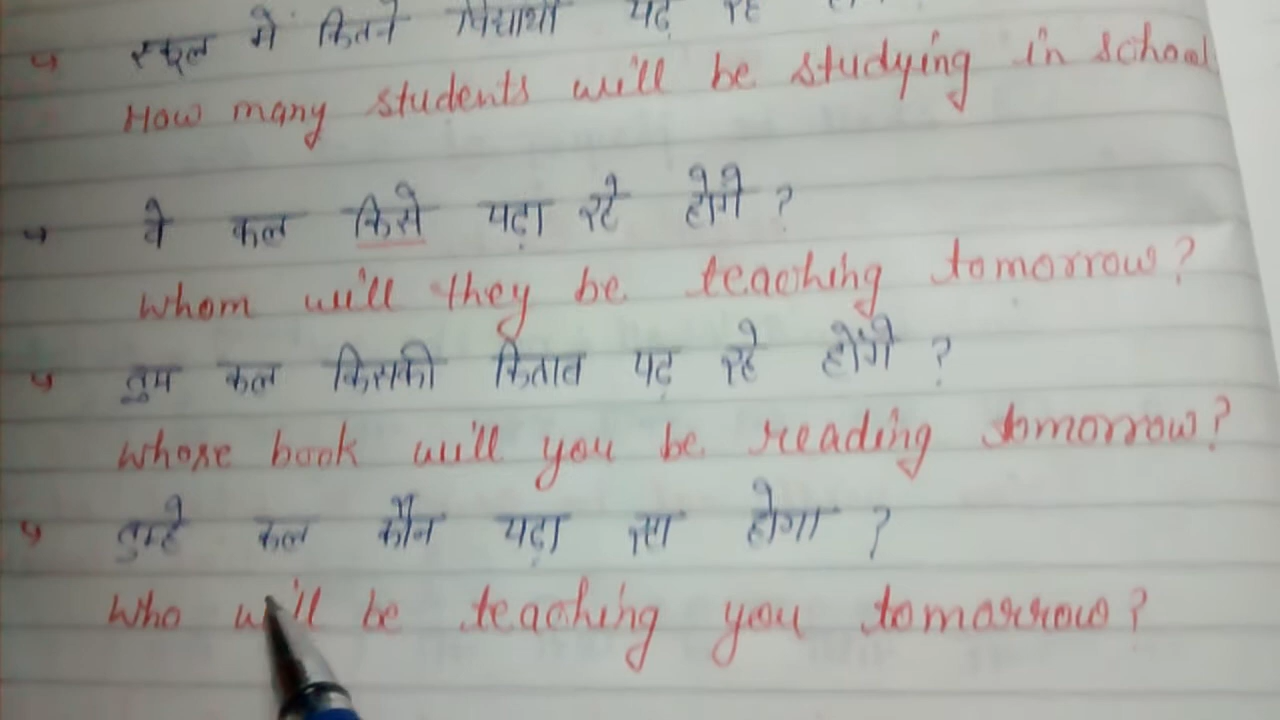 स्कूल में कितने विद्यार्थी पढ़ रहे
How many students will be studying in school
वे कल किसे पढ़ा रहे होगे ?
Whom will they be teaching tomorrow?
तुम कल किसकी किताब पढ़ रहे होंगे ?
Whose book will you be reading tomorrow?
तुम्हे कल कौन पढ़ा रहा होगा ?
Who will be teaching you tomorrow?